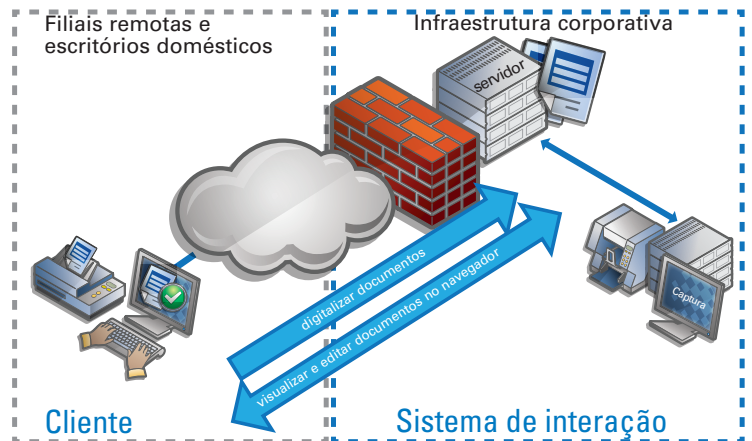 Filiais remotas e
escritórios domésticos
Infraestrutura corporativa
servidor
digitalizar documentos
visualizar e editar documentos no navegador
Captura
Cliente
Sistema de interação